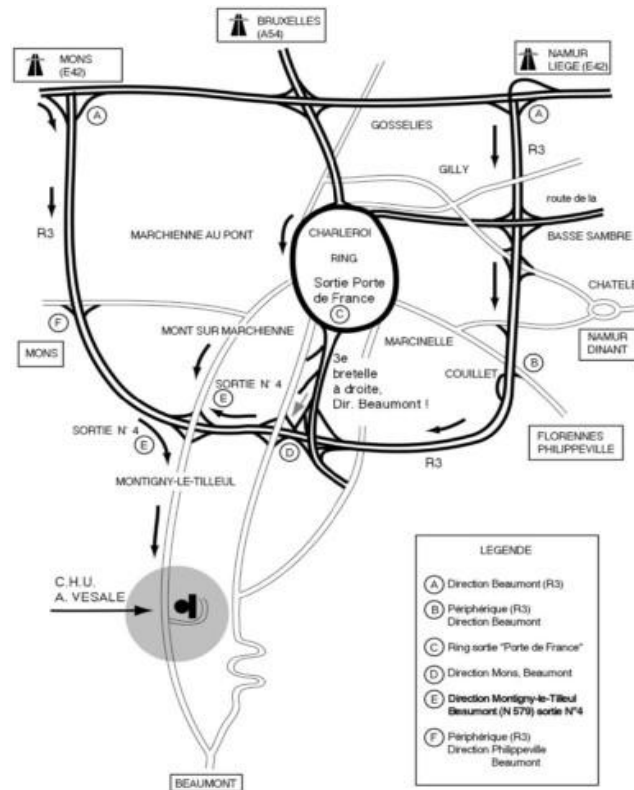 BRUXELLES
(A54)
MONS
(E42)
NAMUR
LIEGE (E42)
A
A
GOSSELIES
R3
GILLY
route de la
R3
MARCHIENNE AU PONT
CHARLEROI
RING
BASSE SAMBRE
Sortie Porte
de France
C
CHATELE
F
MONT SUR MARCHIENNE
MARCINELLE
MONS
NAMUR
DINANT
3e
bretelle
à droite,
Dir. Beaumont !
COUILLET
B
SORTIE N° 4
E
SORTIE N° 4
E
FLORENNES
PHILIPPEVILLE
D
R3
MONTIGNY-LE-TILLEUL
C.H.U.
A. VESALE
BEAUMONT
LEGENDE
A Direction Beaumont (R3)
B Périphérique (R3)
Direction Beaumont
C Ring sortie "Porte de France"
D Direction Mons, Beaumont
E Direction Montigny-le-Tilleul
Beaumont (N 579) sortie N°4
F Périphérique (R3)
Direction Philippeville
Beaumont